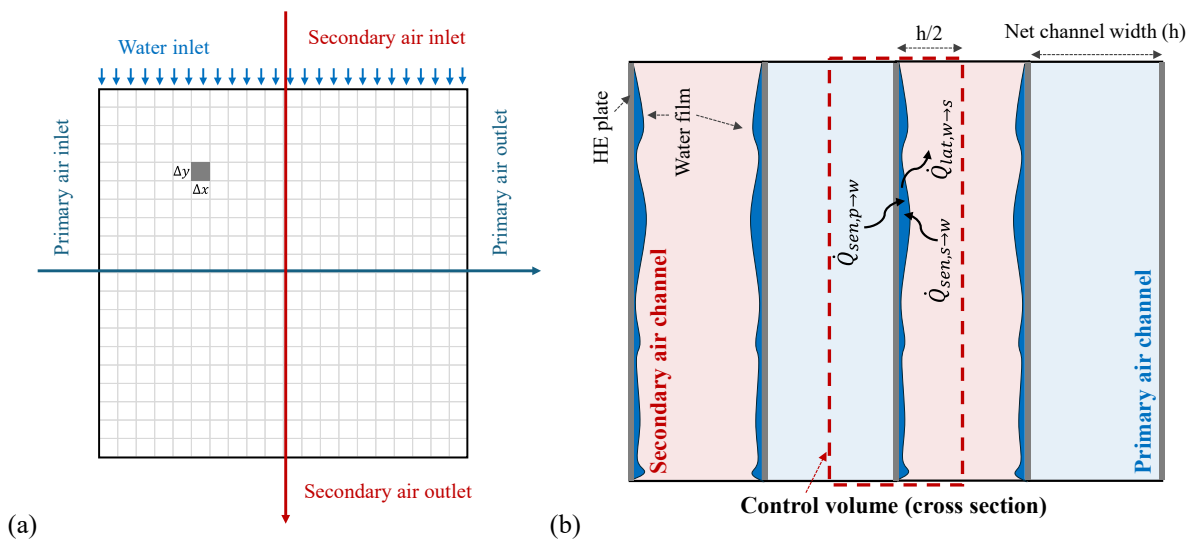 Water inlet
Secondary air inlet
Primary air inlet
Δy
Δx
Primary air outlet
Secondary air outlet
(a)
h/2
Net channel width (h)
HE plate
Water film
Q̇lat,w→s
Q̇sen,p→w
Q̇sen,s→w
Secondary air channel
Primary air channel
Control volume (cross section)
(b)